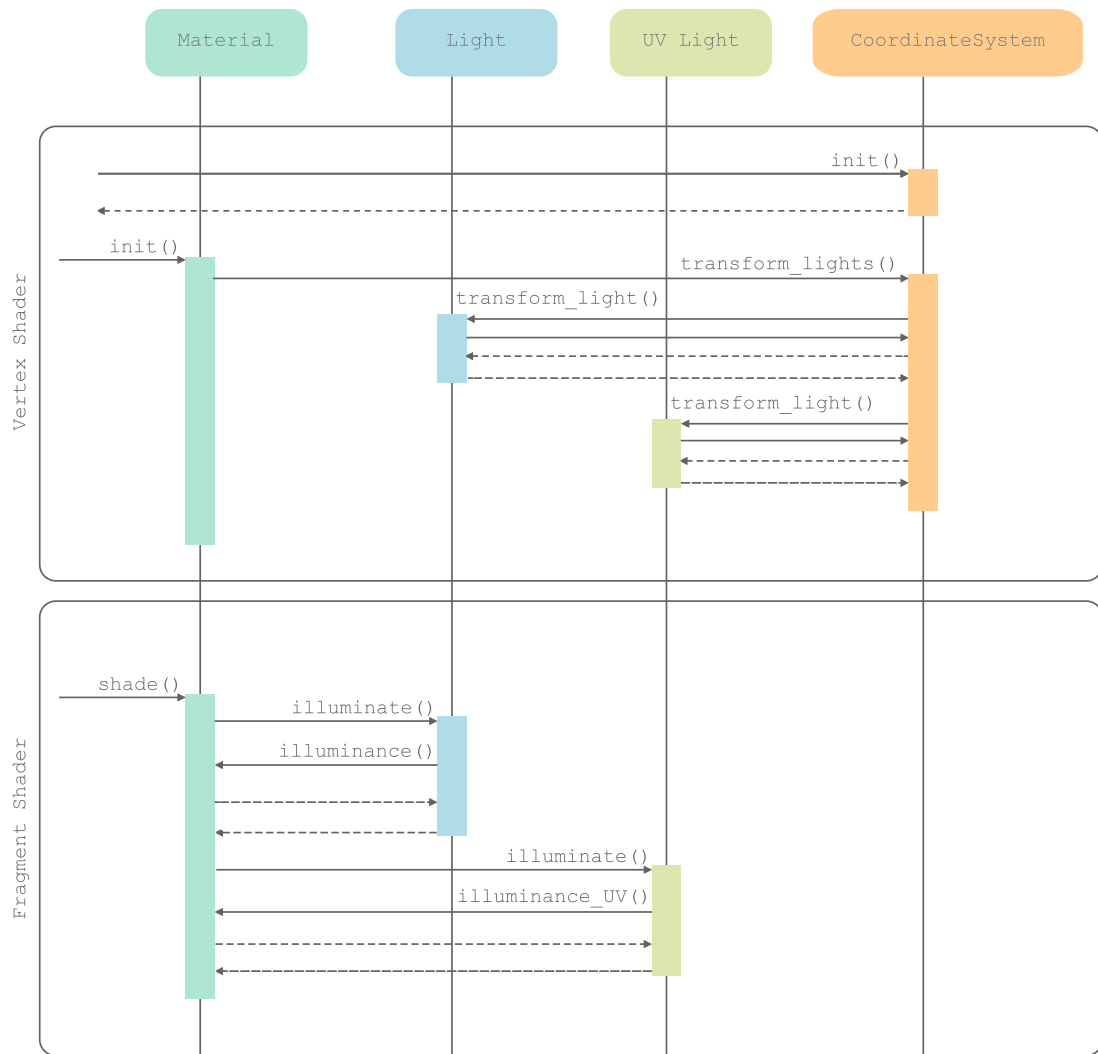 Material
Light
UV Light
CoordinateSystem
Vertex Shader
init()
init()
transform_lights()
transform_light()
transform_light()
Fragment Shader
shade()
illuminate()
illuminance()
illuminate()
illuminance_UV()